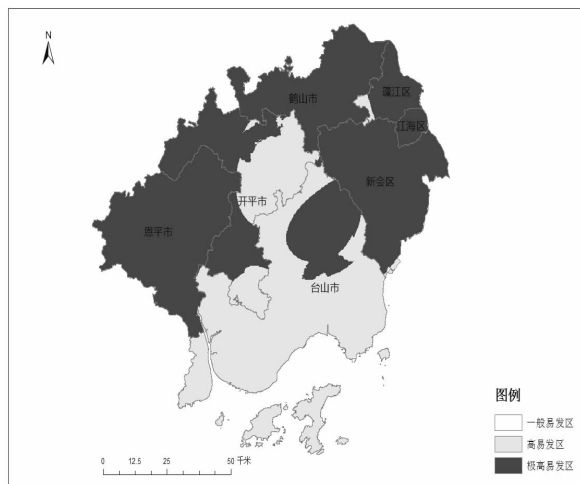 N
鹤山市
蓬江区
江海区
新会区
开平市
恩平市
台山市
图例
一般易发区
高易发区
极高易发区
0 12.5 25 50 千米